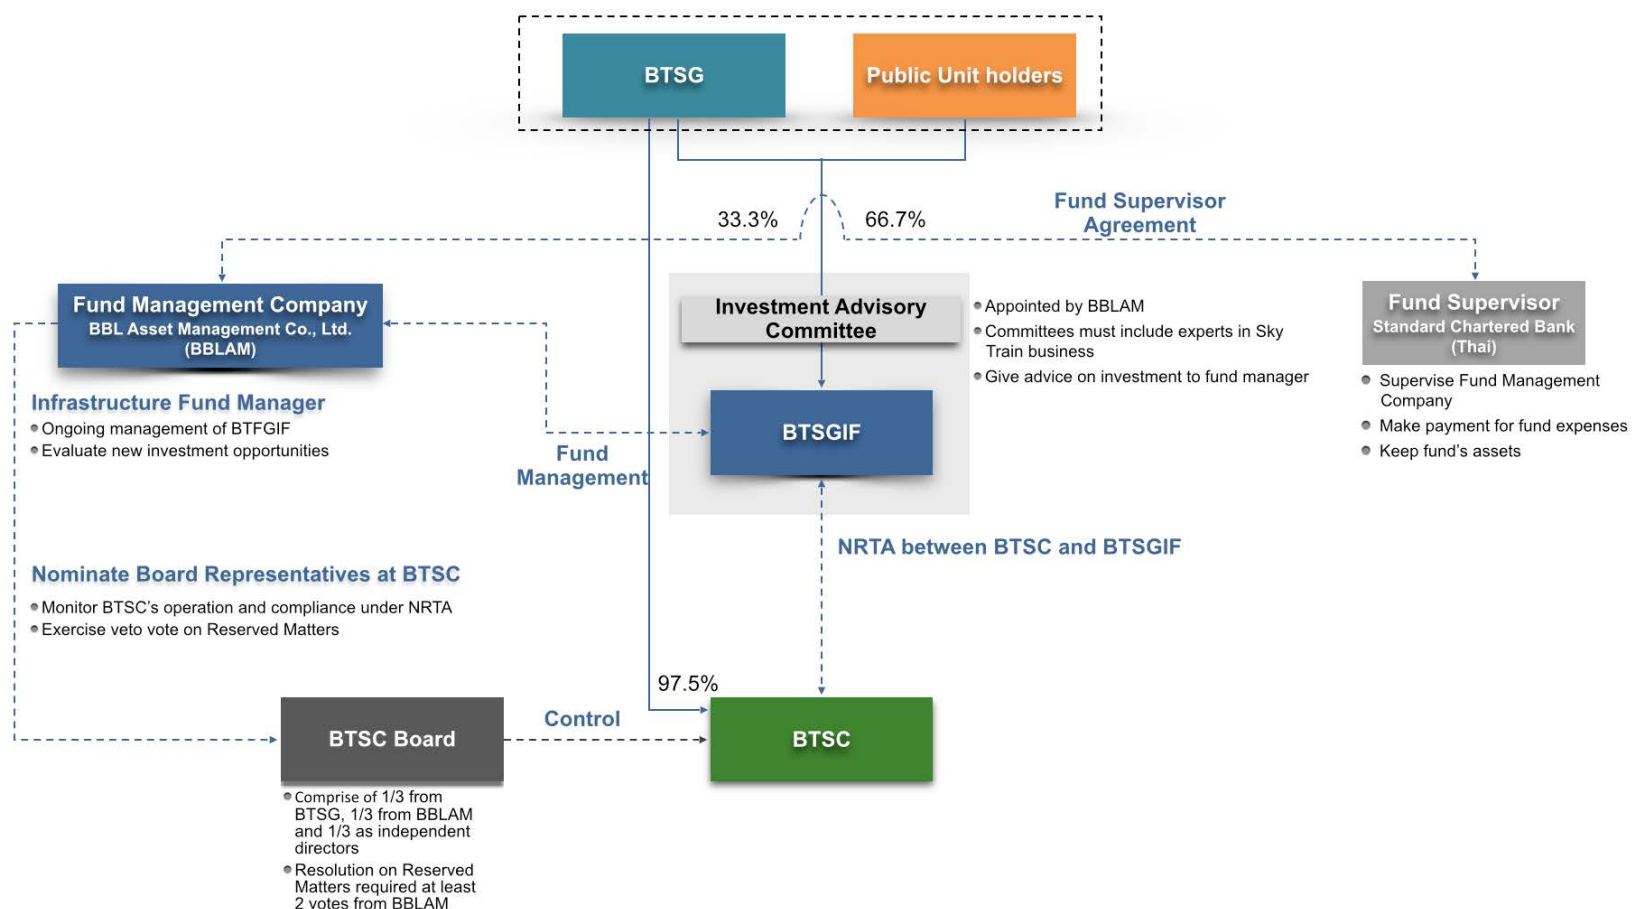 BTSG
Public Unit holders
33.3%
66.7%
Fund Supervisor
Agreement
Fund Management Company
BBL Asset Management Co., Ltd.
(BBLAM)
Investment Advisory
Committee
• Appointed by BBLAM
• Committees must include experts in Sky
Train business
• Give advice on investment to fund manager
Fund Supervisor
Standard Chartered Bank
(Thai)
• Supervise Fund Management
Company
• Make payment for fund expenses
• Keep fund's assets
Infrastructure Fund Manager
• Ongoing management of BTFGIF
• Evaluate new investment opportunities
BTSGIF
Fund
Management
NRTA between BTSC and BTSGIF
Nominate Board Representatives at BTSC
• Monitor BTSC's operation and compliance under NRTA
• Exercise veto vote on Reserved Matters
97.5%
BTSC Board
Control
BTSC
• Comprise of 1/3 from
BTSG, 1/3 from BBLAM
and 1/3 as independent
directors
• Resolution on Reserved
Matters required at least
2 votes from BBLAM